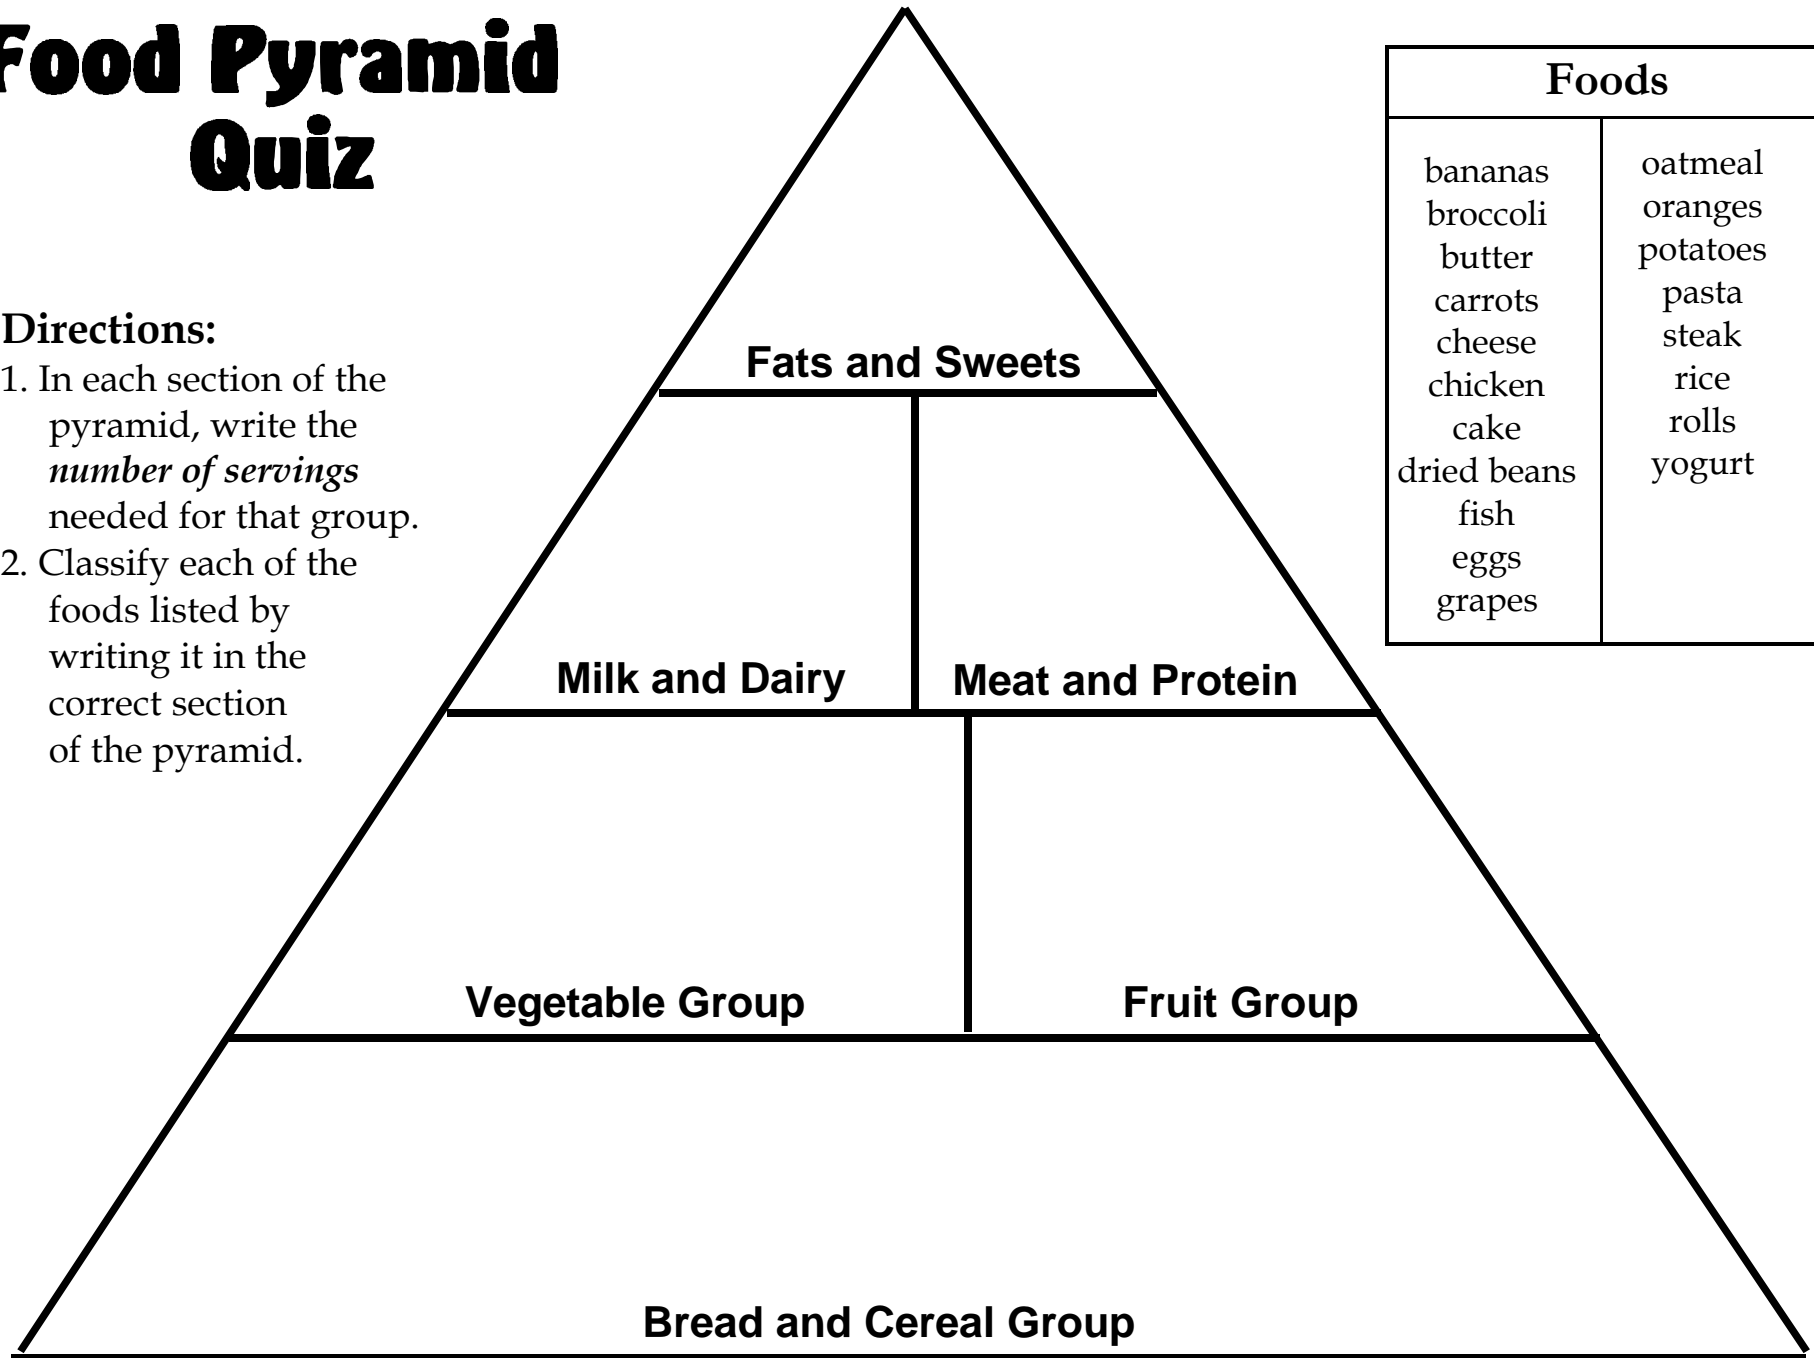 Food Pyramid
Quiz
Directions:
1. In each section of the
pyramid, write the
number of servings
needed for that group.
2. Classify each of the
foods listed by
writing it in the
correct section
of the pyramid.
Fats and Sweets
Milk and Dairy
Meat and Protein
Vegetable Group
Fruit Group
Bread and Cereal Group
Foods
bananas
broccoli
butter
carrots
cheese
chicken
cake
dried beans
fish
eggs
grapes
oatmeal
oranges
potatoes
pasta
steak
rice
rolls
yogurt